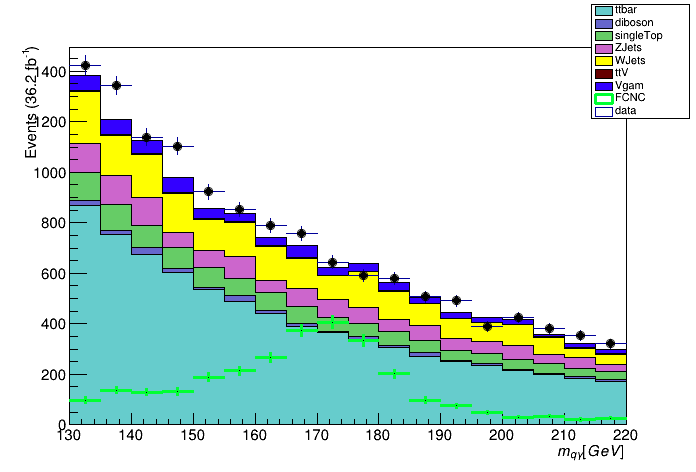 ttbar
diboson
singleTop
ZJets
WJets
ttV
Vgam
FCNC
data
Events (36.2 fb⁻¹)
1400
1200
1000
800
600
400
200
0
130 140 150 160 170 180 190 200 210 220
m_qγ[GeV]